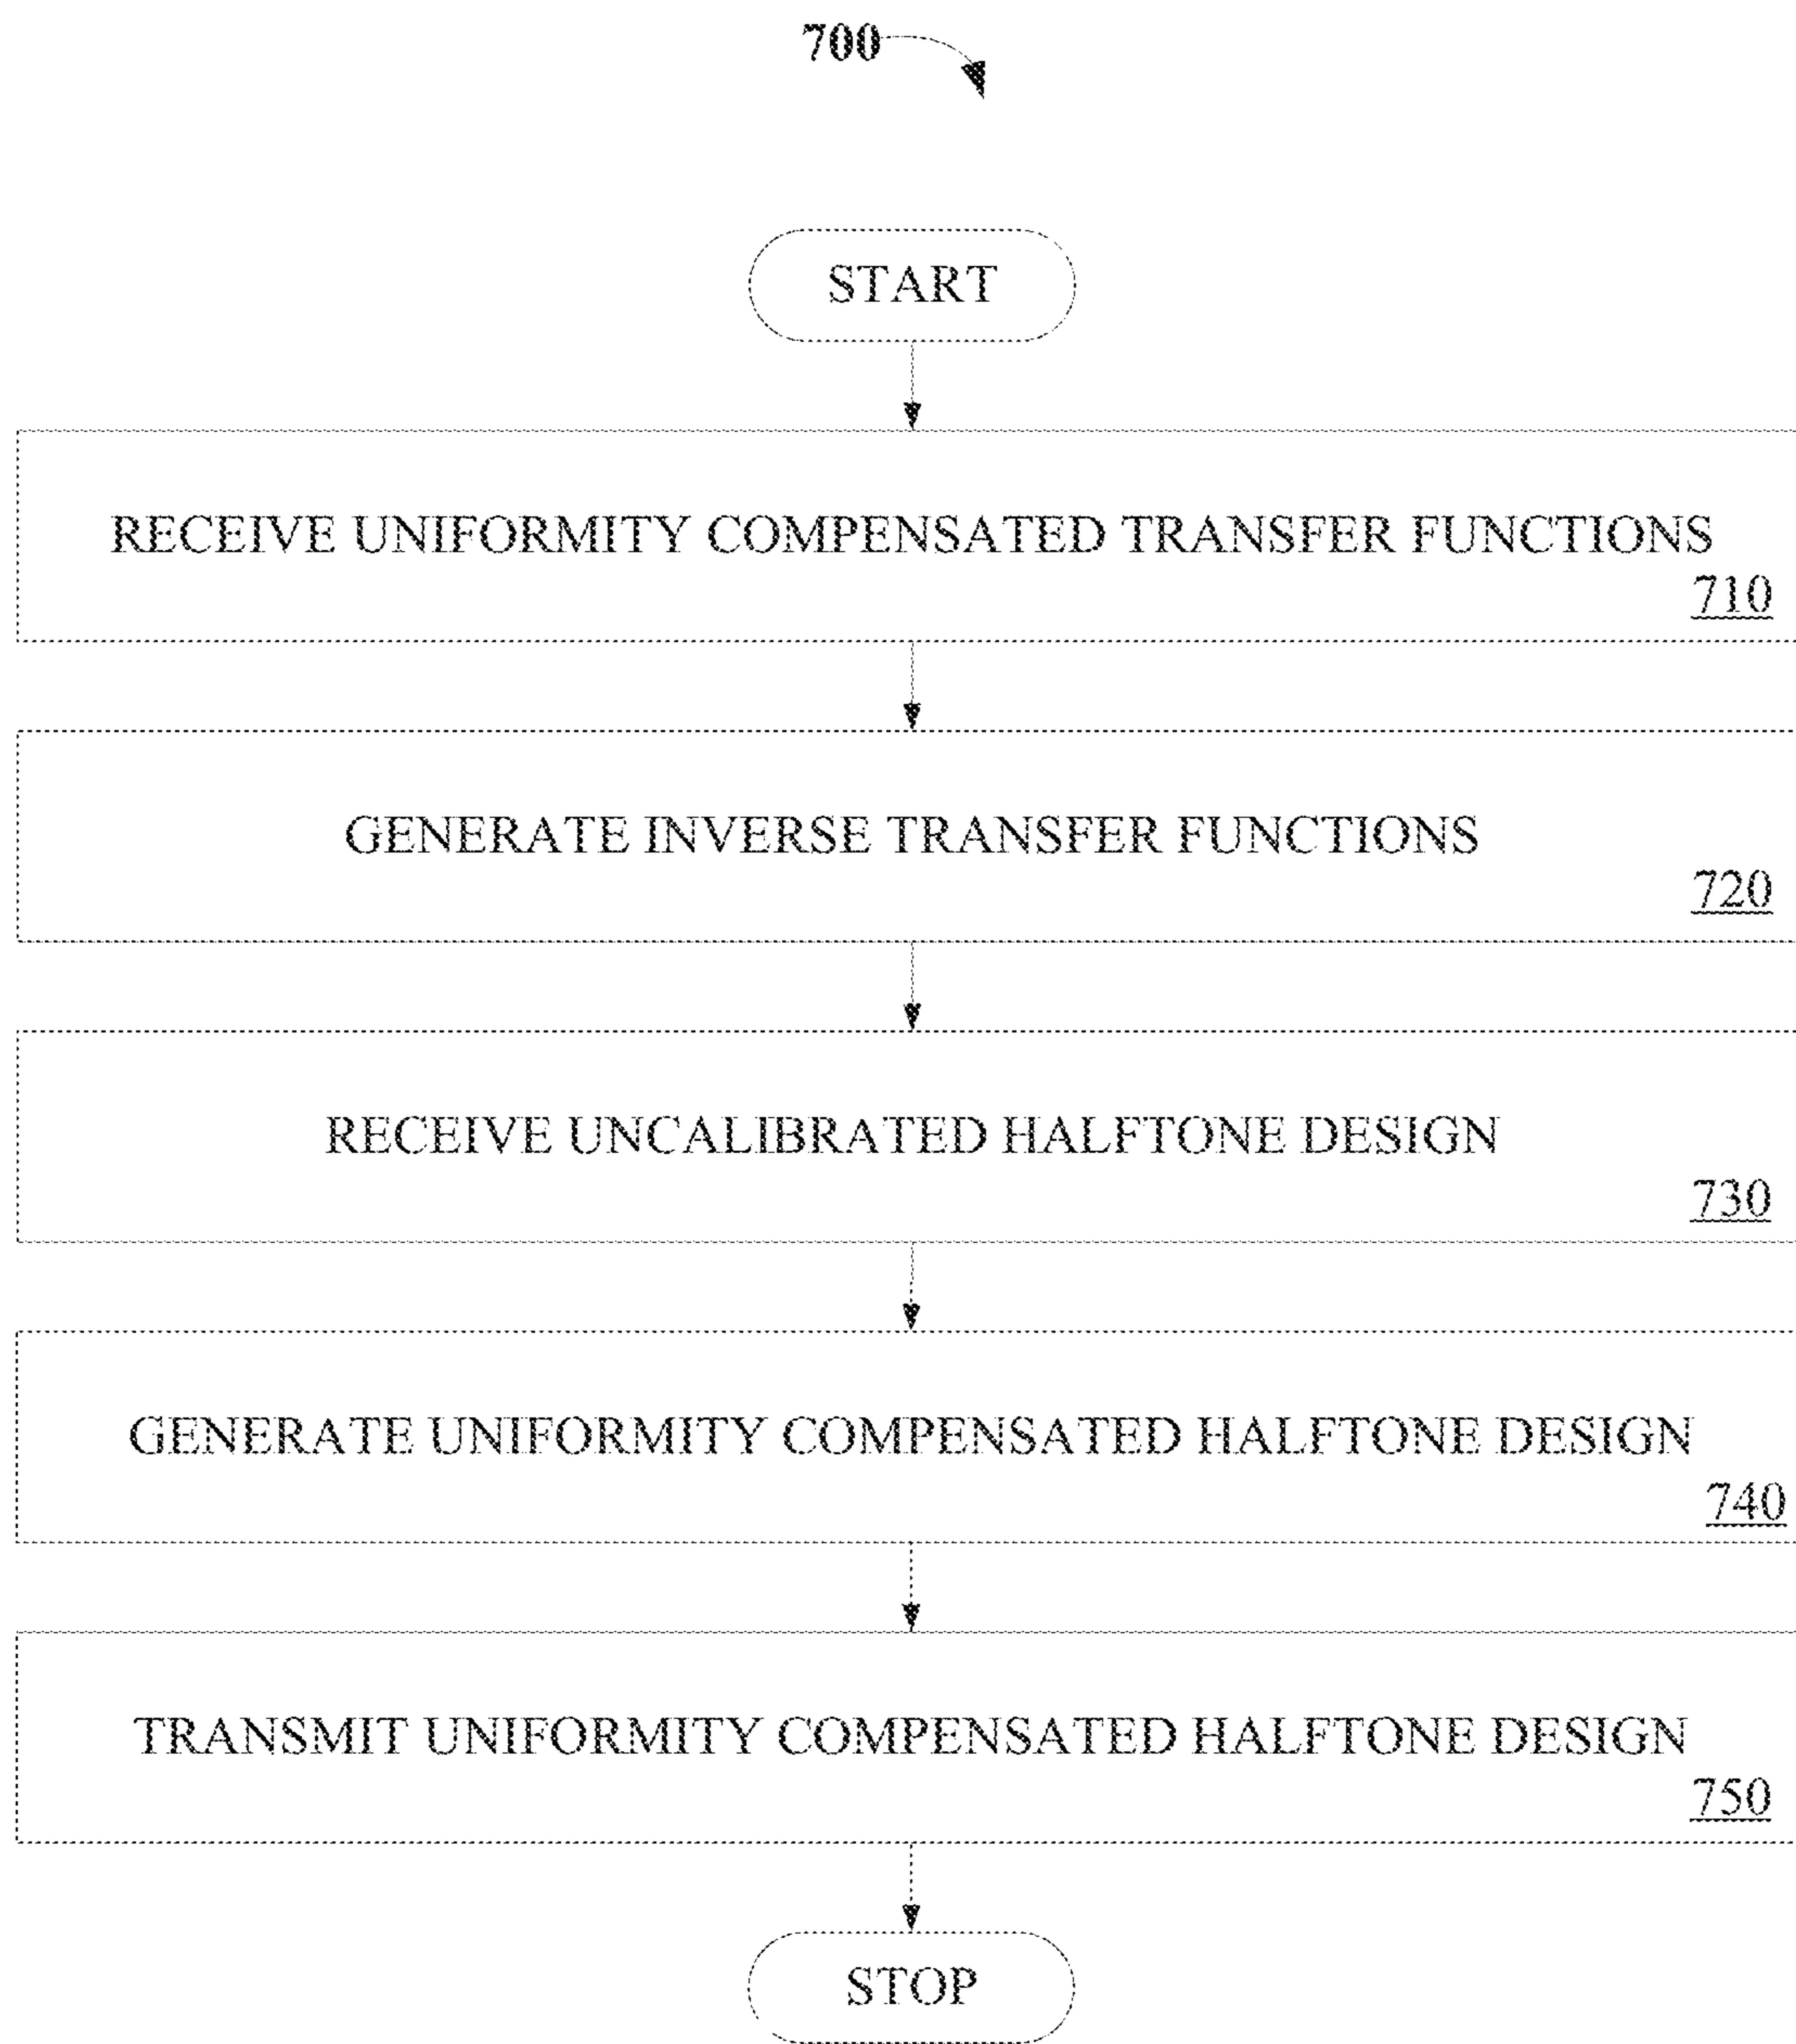 700
START
RECEIVE UNIFORMITY COMPENSATED TRANSFER FUNCTIONS
710
GENERATE INVERSE TRANSFER FUNCTIONS
720
RECEIVE UNCALIBRATED HALFTONE DESIGN
730
GENERATE UNIFORMITY COMPENSATED HALFTONE DESIGN
740
TRANSMIT UNIFORMITY COMPENSATED HALFTONE DESIGN
750
STOP